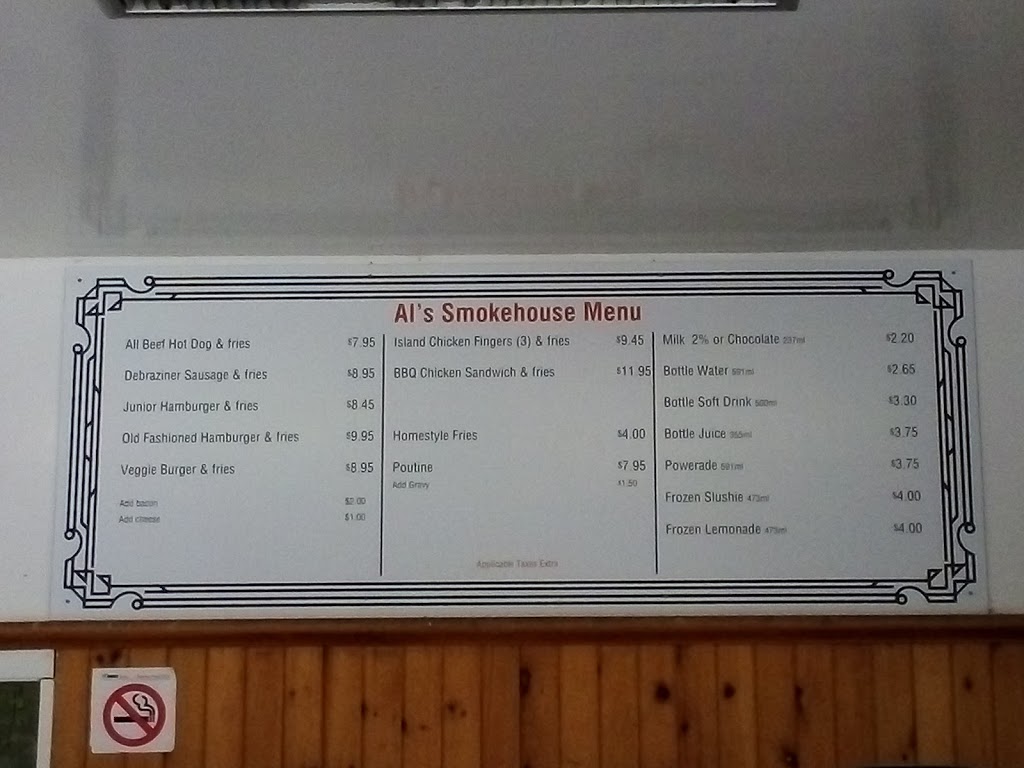 Al's Smokehouse Menu
All Beef Hot Dog & fries $7.95
Debraziner Sausage & fries $8.95
Junior Hamburger & fries $8.45
Old Fashioned Hamburger & fries $9.95
Veggie Burger & fries $8.95
Add bacon $2.00
Add cheese $1.00
Island Chicken Fingers (3) & fries $9.45
BBQ Chicken Sandwich & fries $11.95
Homestyle Fries $4.00
Poutine $7.95
Add Gravy $1.50
Applicable Taxes Extra
Milk 2% or Chocolate 237ml $2.20
Bottle Water 591ml $2.65
Bottle Soft Drink $3.30
Bottle Juice $3.75
Powerade 591ml $3.75
Frozen Slushie 473ml $4.00
Frozen Lemonade 473ml $4.00